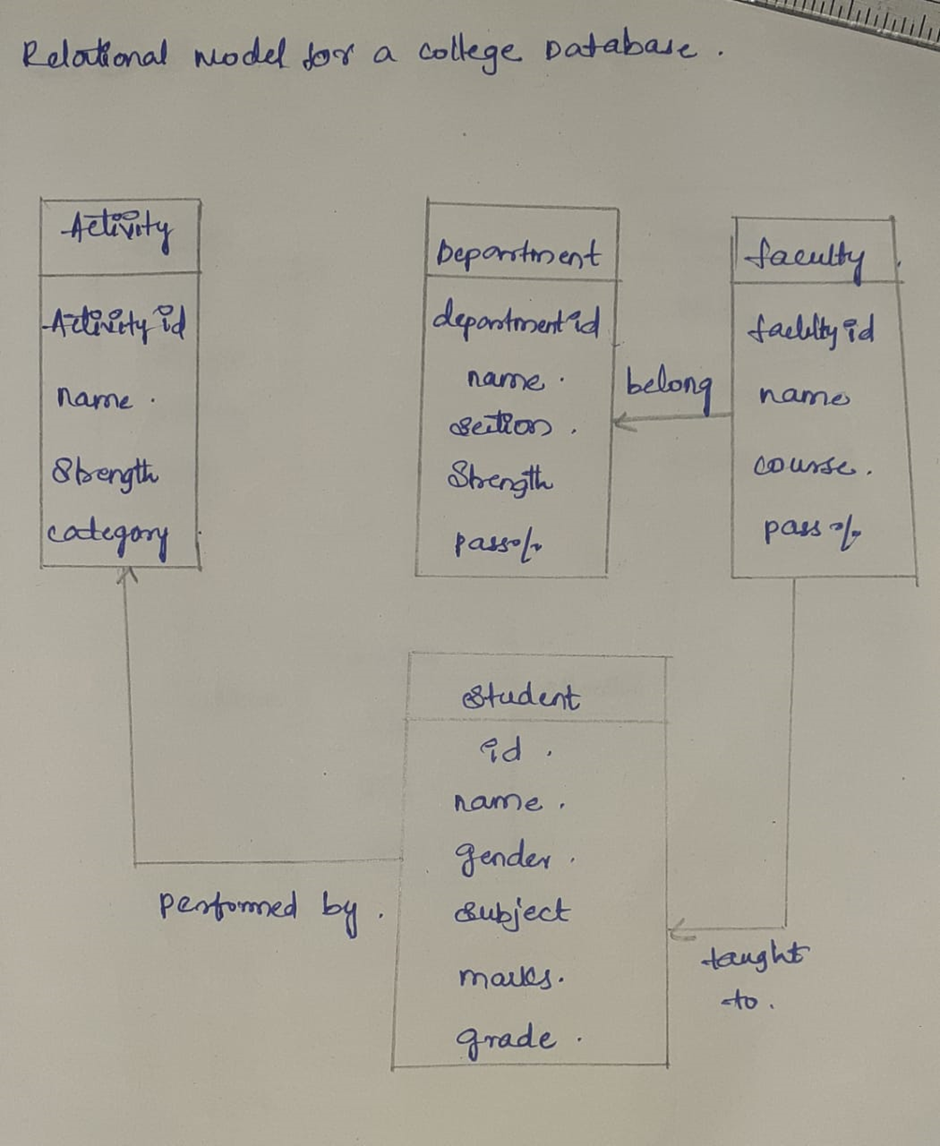 Relational model for a college Database.
Activity
Activity id
name.
Strength
category
Department
department id
name.
section.
Strength
pass%
belong
faculty
faculty id
name
course.
pass %
Student
id.
name.
gender.
subject
marks.
grade.
performed by.
taught
to.